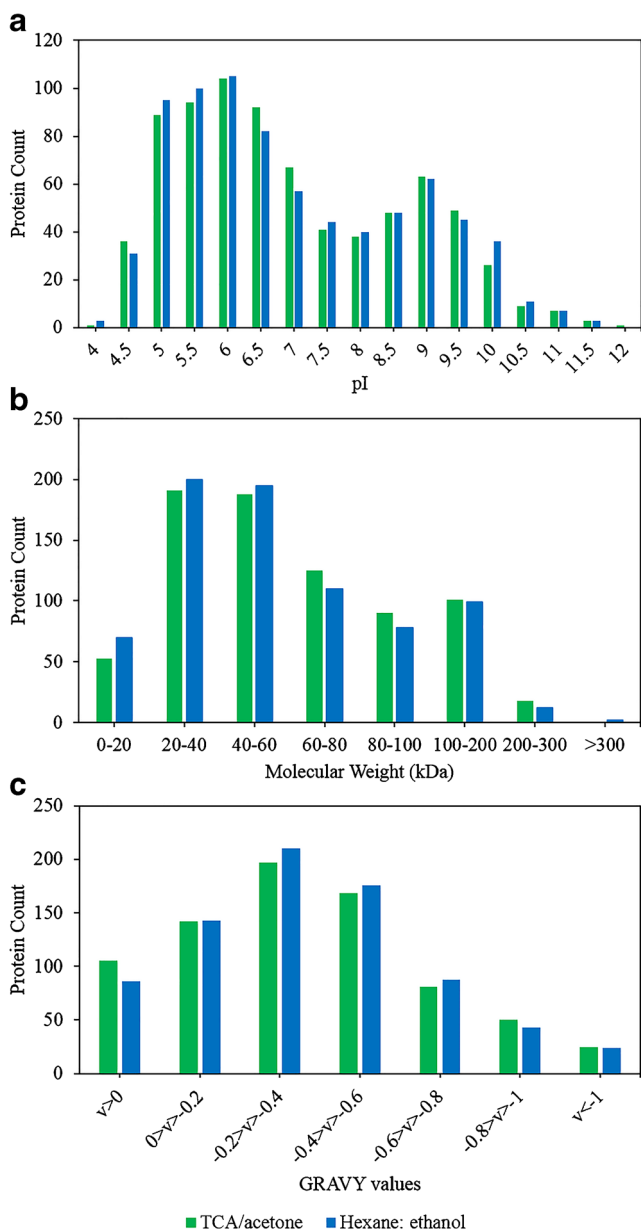 a
120
100
80
60
40
20
0
Protein Count
4 4.5 5 5.5 6 6.5 7 7.5 8 8.5 9 9.5 10 10.5 11 11.5 12
pI
b
250
200
150
100
50
0
Protein Count
0-20 20-40 40-60 60-80 80-100 100-200 200-300 >300
Molecular Weight (kDa)
c
250
200
150
100
50
0
Protein Count
v>0 0>v>-0.2 -0.2>v>-0.4 -0.4>v>-0.6 -0.6>v>-0.8 -0.8>v>-1 v<-1
GRAVY values
TCA/acetone Hexane: ethanol